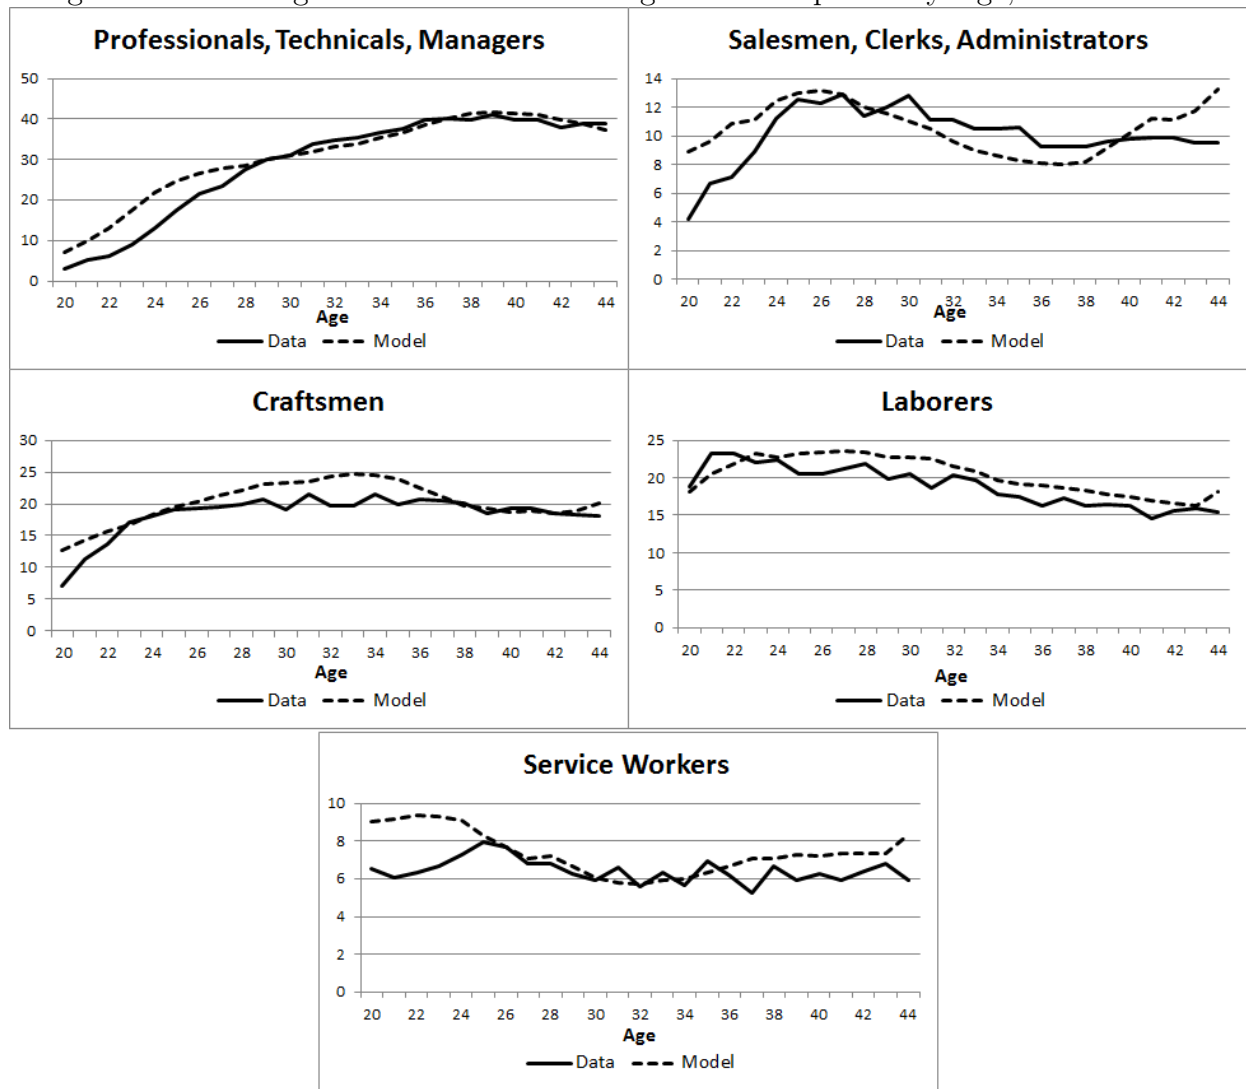 Professionals, Technicals, Managers
50
40
30
20
10
0
20 22 24 26 28 30 32 34 36 38 40 42 44
Age
Data Model
Salesmen, Clerks, Administrators
14
12
10
8
6
4
2
0
20 22 24 26 28 30 32 34 36 38 40 42 44
Age
Data Model
Craftsmen
30
25
20
15
10
5
0
20 22 24 26 28 30 32 34 36 38 40 42 44
Age
Data Model
Laborers
25
20
15
10
5
0
20 22 24 26 28 30 32 34 36 38 40 42 44
Age
Data Model
Service Workers
10
8
6
4
2
0
20 22 24 26 28 30 32 34 36 38 40 42 44
Age
Data Model